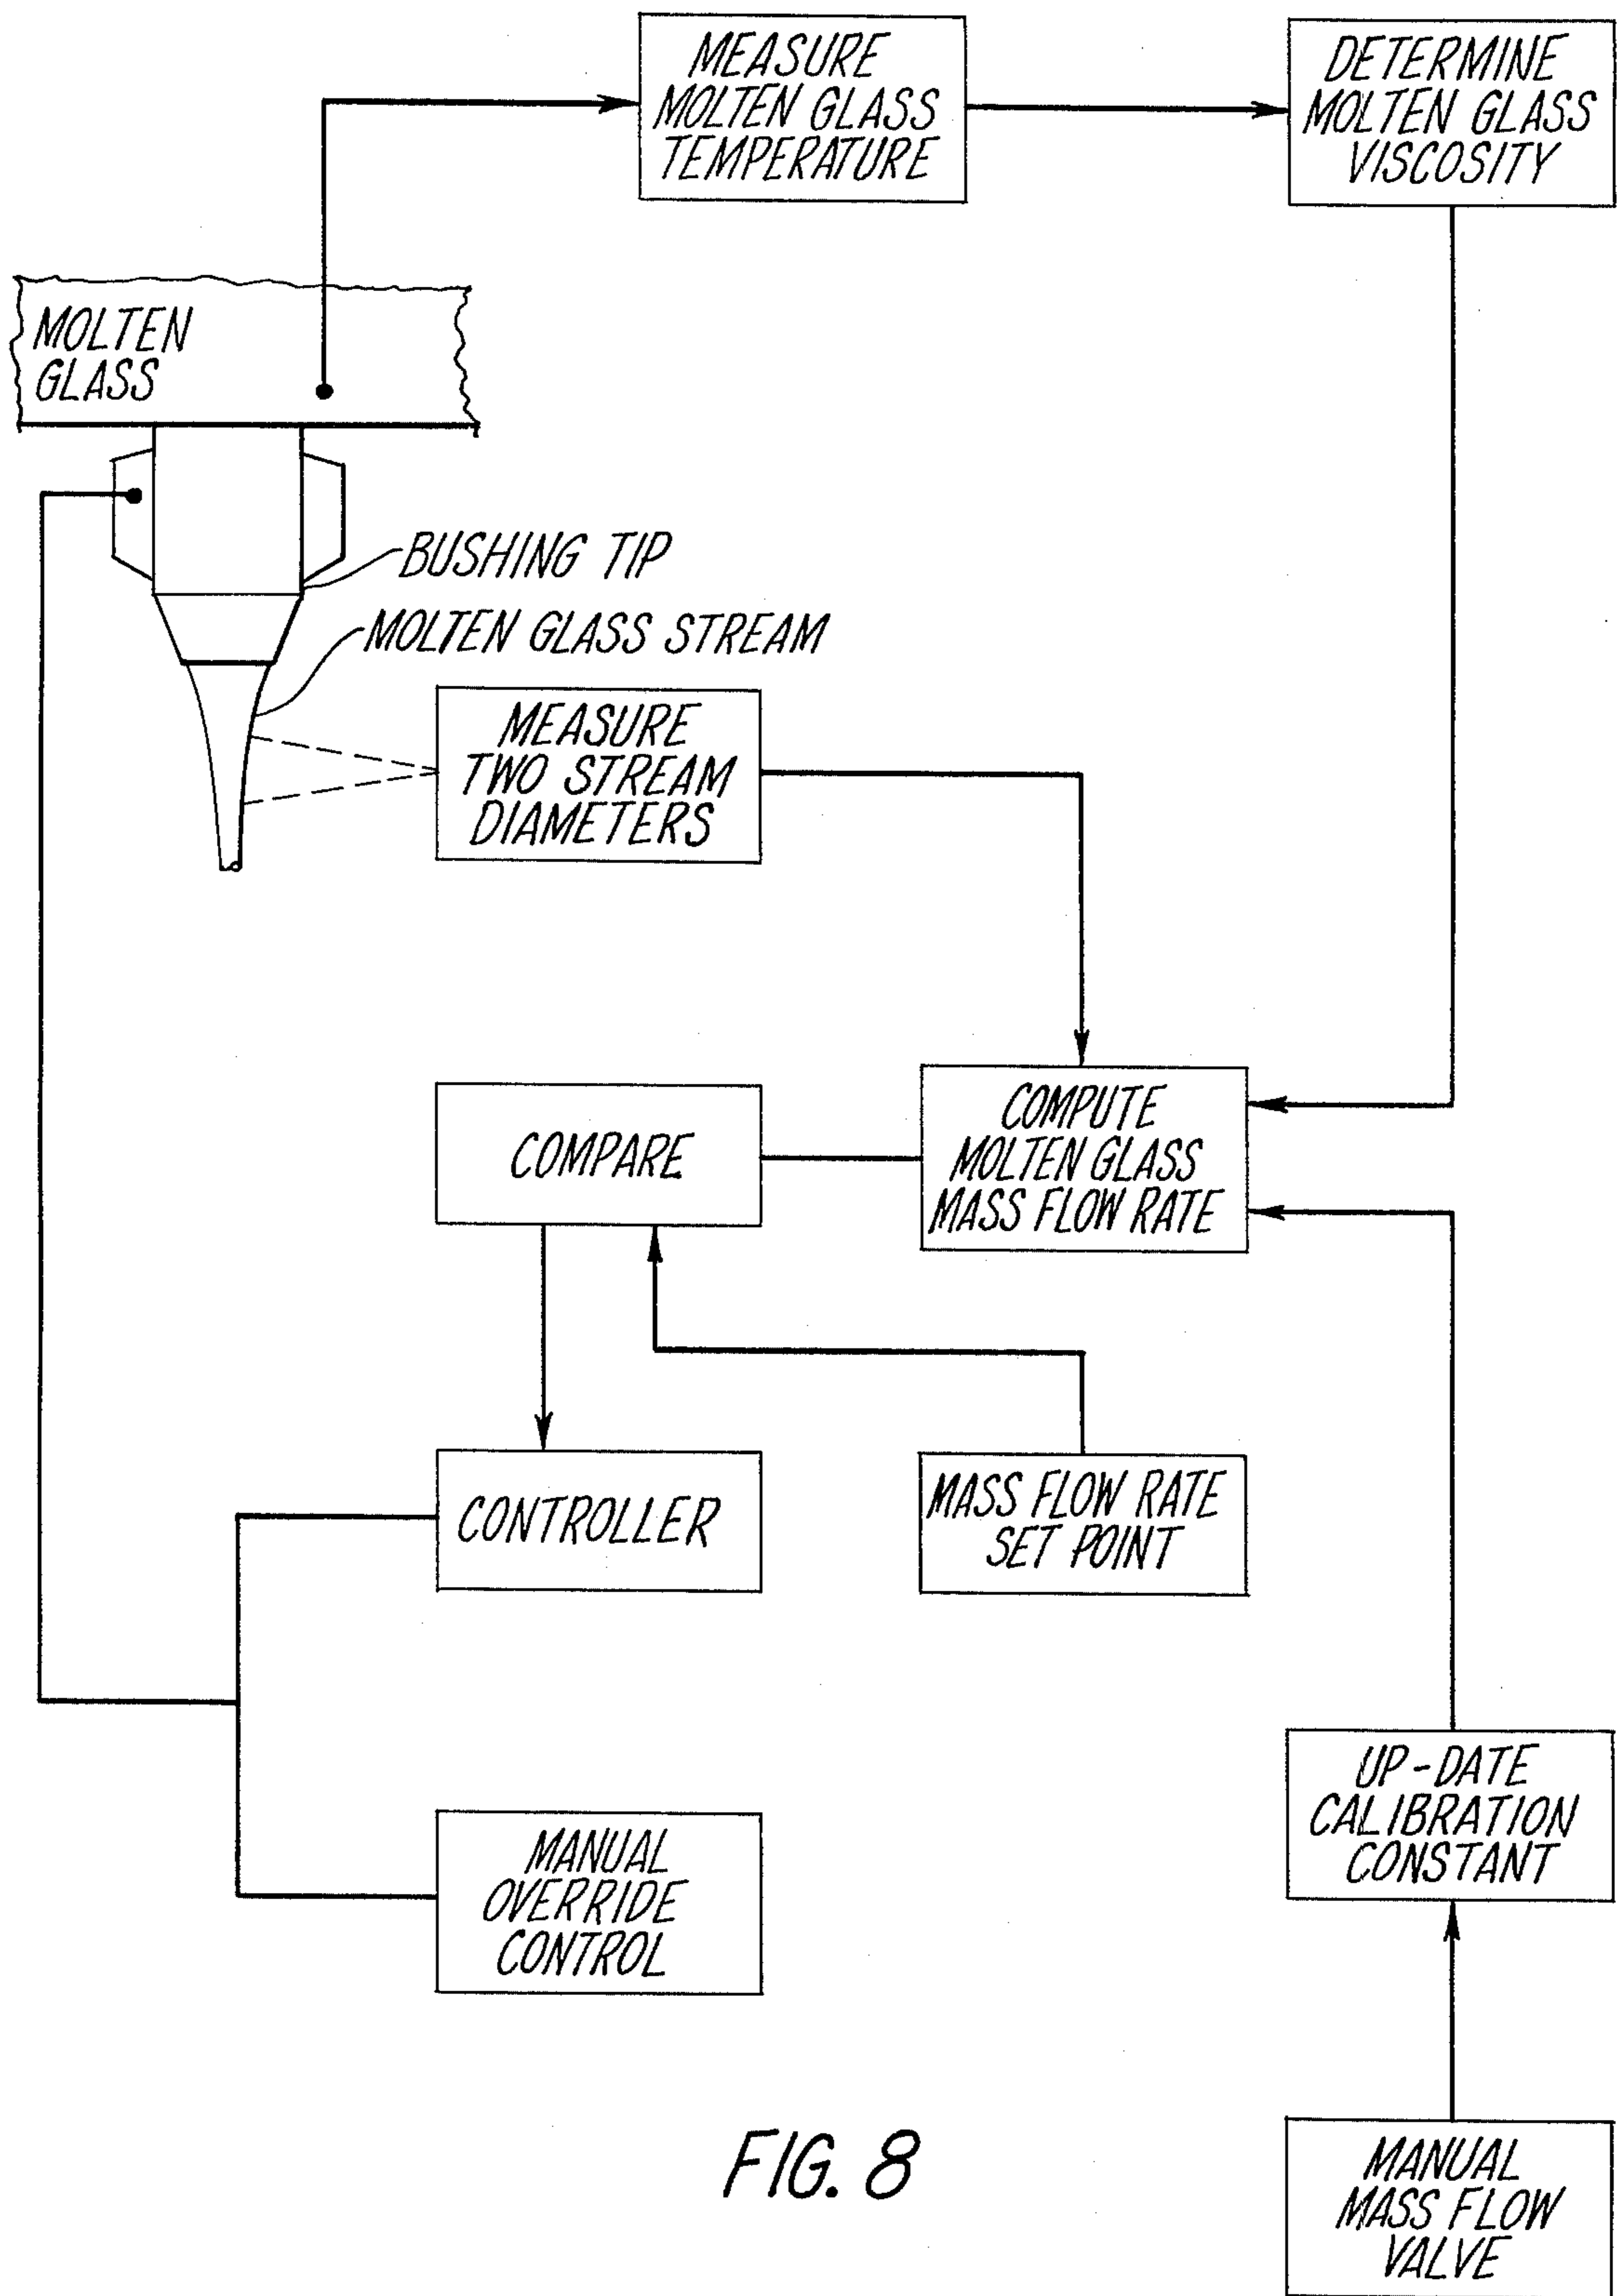 MEASURE
MOLTEN GLASS
TEMPERATURE
DETERMINE
MOLTEN GLASS
VISCOSITY
MOLTEN
GLASS
BUSHING TIP
MOLTEN GLASS STREAM
MEASURE
TWO STREAM
DIAMETERS
COMPARE
COMPUTE
MOLTEN GLASS
MASS FLOW RATE
CONTROLLER
MASS FLOW RATE
SET POINT
UP-DATE
CALIBRATION
CONSTANT
MANUAL
OVERRIDE
CONTROL
MANUAL
MASS FLOW
VALVE
FIG. 8